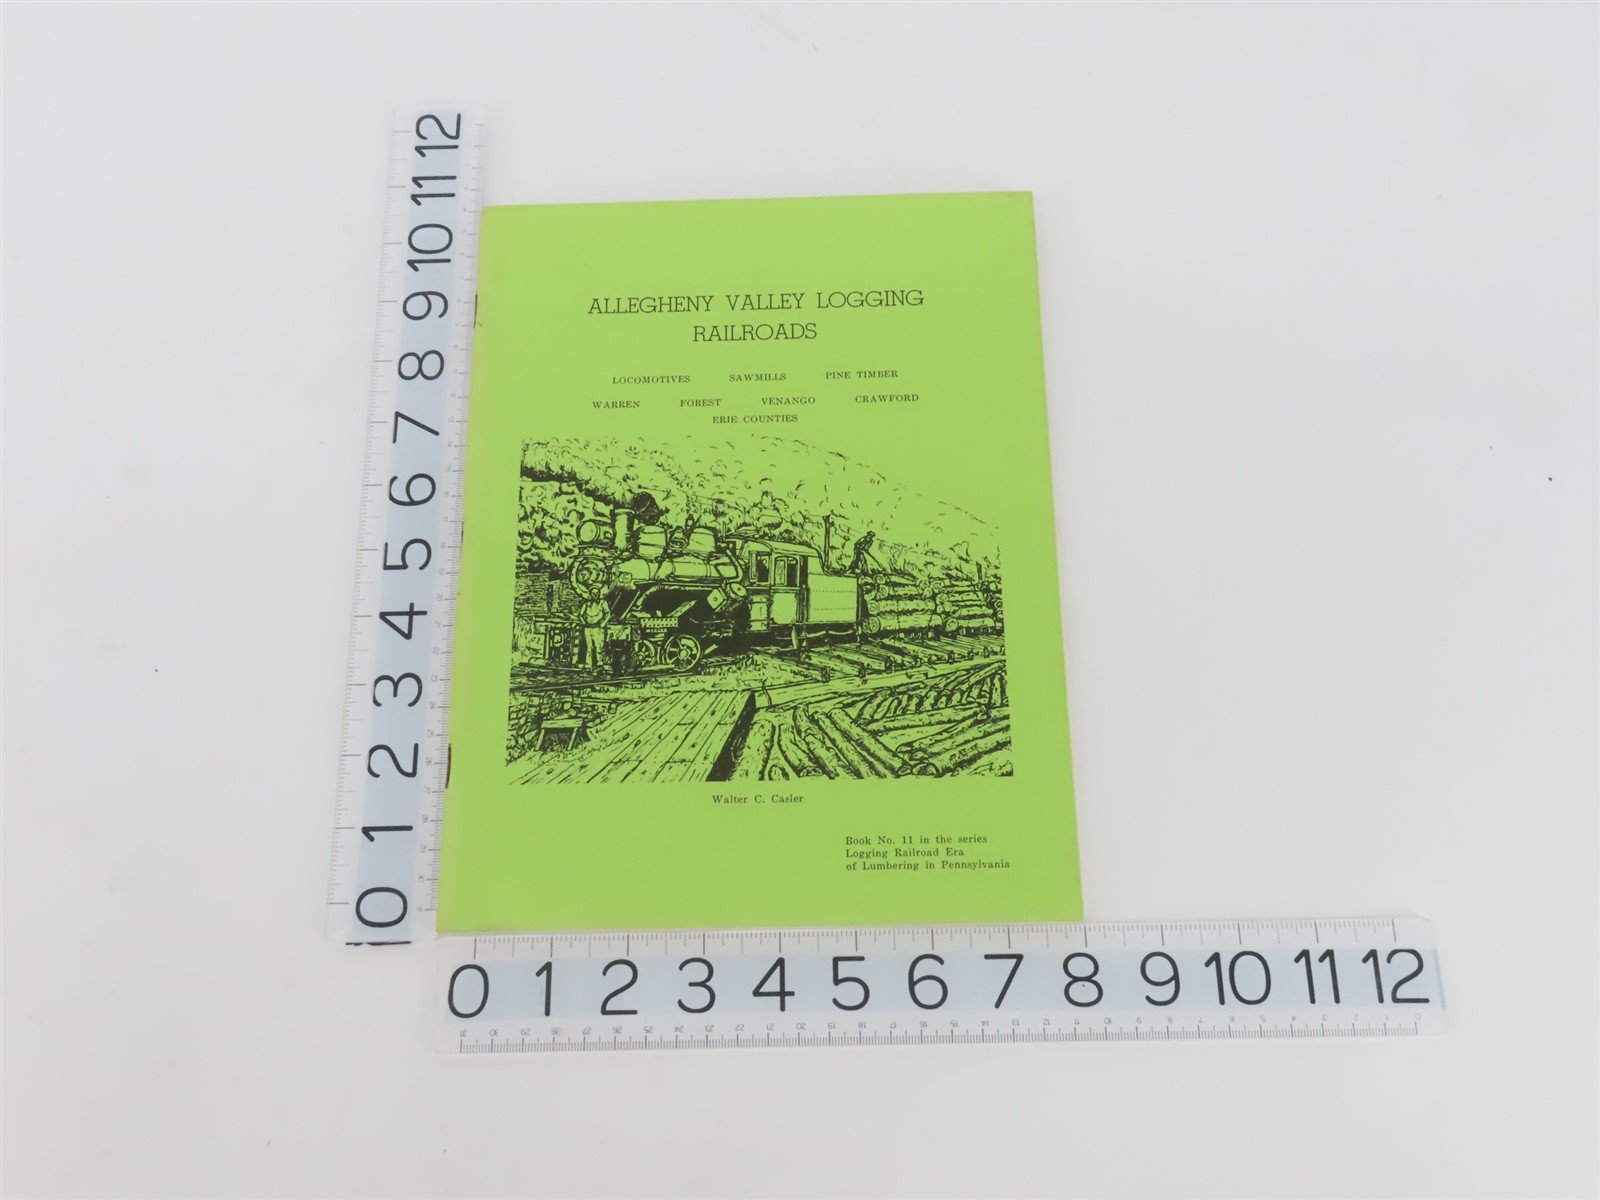 ALLEGHENY VALLEY LOGGING
RAILROADS
LOCOMOTIVES SAWMILLS PINE TIMBER
WARREN FOREST VENANGO CRAWFORD
ERIE COUNTIES
Walter C. Casler
Book No. 11 in the series
Logging Railroad Era
of Lumbering in Pennsylvania
0 1 2 3 4 5 6 7 8 9 10 11 12
0 1 2 3 4 5 6 7 8 9 10 11 12